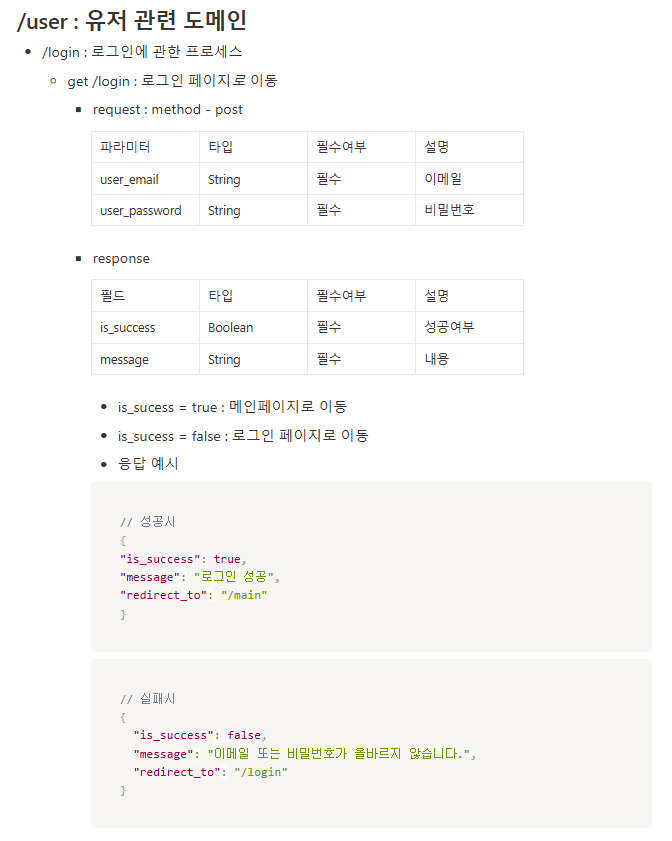 /user : 유저 관련 도메인
/login : 로그인에 관한 프로세스
get /login : 로그인 페이지로 이동
request : method - post
파라미터 타입 필수여부 설명
user_email String 필수 이메일
user_password String 필수 비밀번호
response
필드 타입 필수여부 설명
is_success Boolean 필수 성공여부
message String 필수 내용
is_sucess = true : 메인페이지로 이동
is_sucess = false : 로그인 페이지로 이동
응답 예시
// 성공시
{
"is_success": true,
"message": "로그인 성공",
"redirect_to": "/main"
}
// 실패시
{
"is_success": false,
"message": "이메일 또는 비밀번호가 올바르지 않습니다.",
"redirect_to": "/login"
}